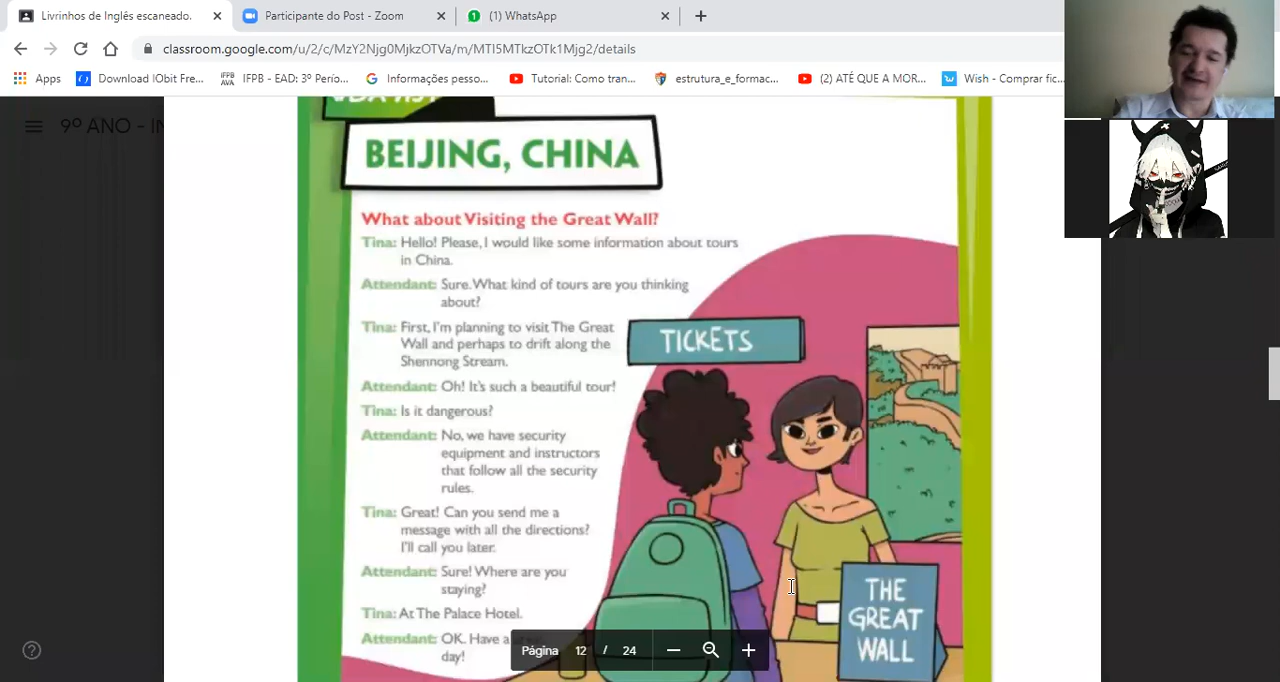 Livrinhos de Inglês escaneado.
Participante do Post - Zoom
(1) WhatsApp
classroom.google.com/u/2/c/MzY2Njg0MjkzOTVa/m/MTI5MTkzOTk1Mjg2/details
Apps
Download IObit Fre...
IFPB - EAD: 3º Perío...
Informações pesso...
Tutorial: Como tran...
estrutura_e_formac...
(2) ATÉ QUE A MOR...
Wish - Comprar fic...
9º ANO - IN
BEIJING, CHINA
What about Visiting the Great Wall?
Tina: Hello! Please, I would like some information about tours
in China.
Attendant: Sure. What kind of tours are you thinking
about?
Tina: First, I'm planning to visit The Great
Wall and perhaps to drift along the
Shennong Stream.
Attendant: Oh! It's such a beautiful tour!
Tina: Is it dangerous?
Attendant: No, we have security
equipment and instructors
that follow all the security
rules.
Tina: Great! Can you send me a
message with all the directions?
I'll call you later.
Attendant: Sure! Where are you
staying?
Tina: At The Palace Hotel.
Attendant: OK. Have a
day!
TICKETS
THE
GREAT
WALL
Página 12 / 24